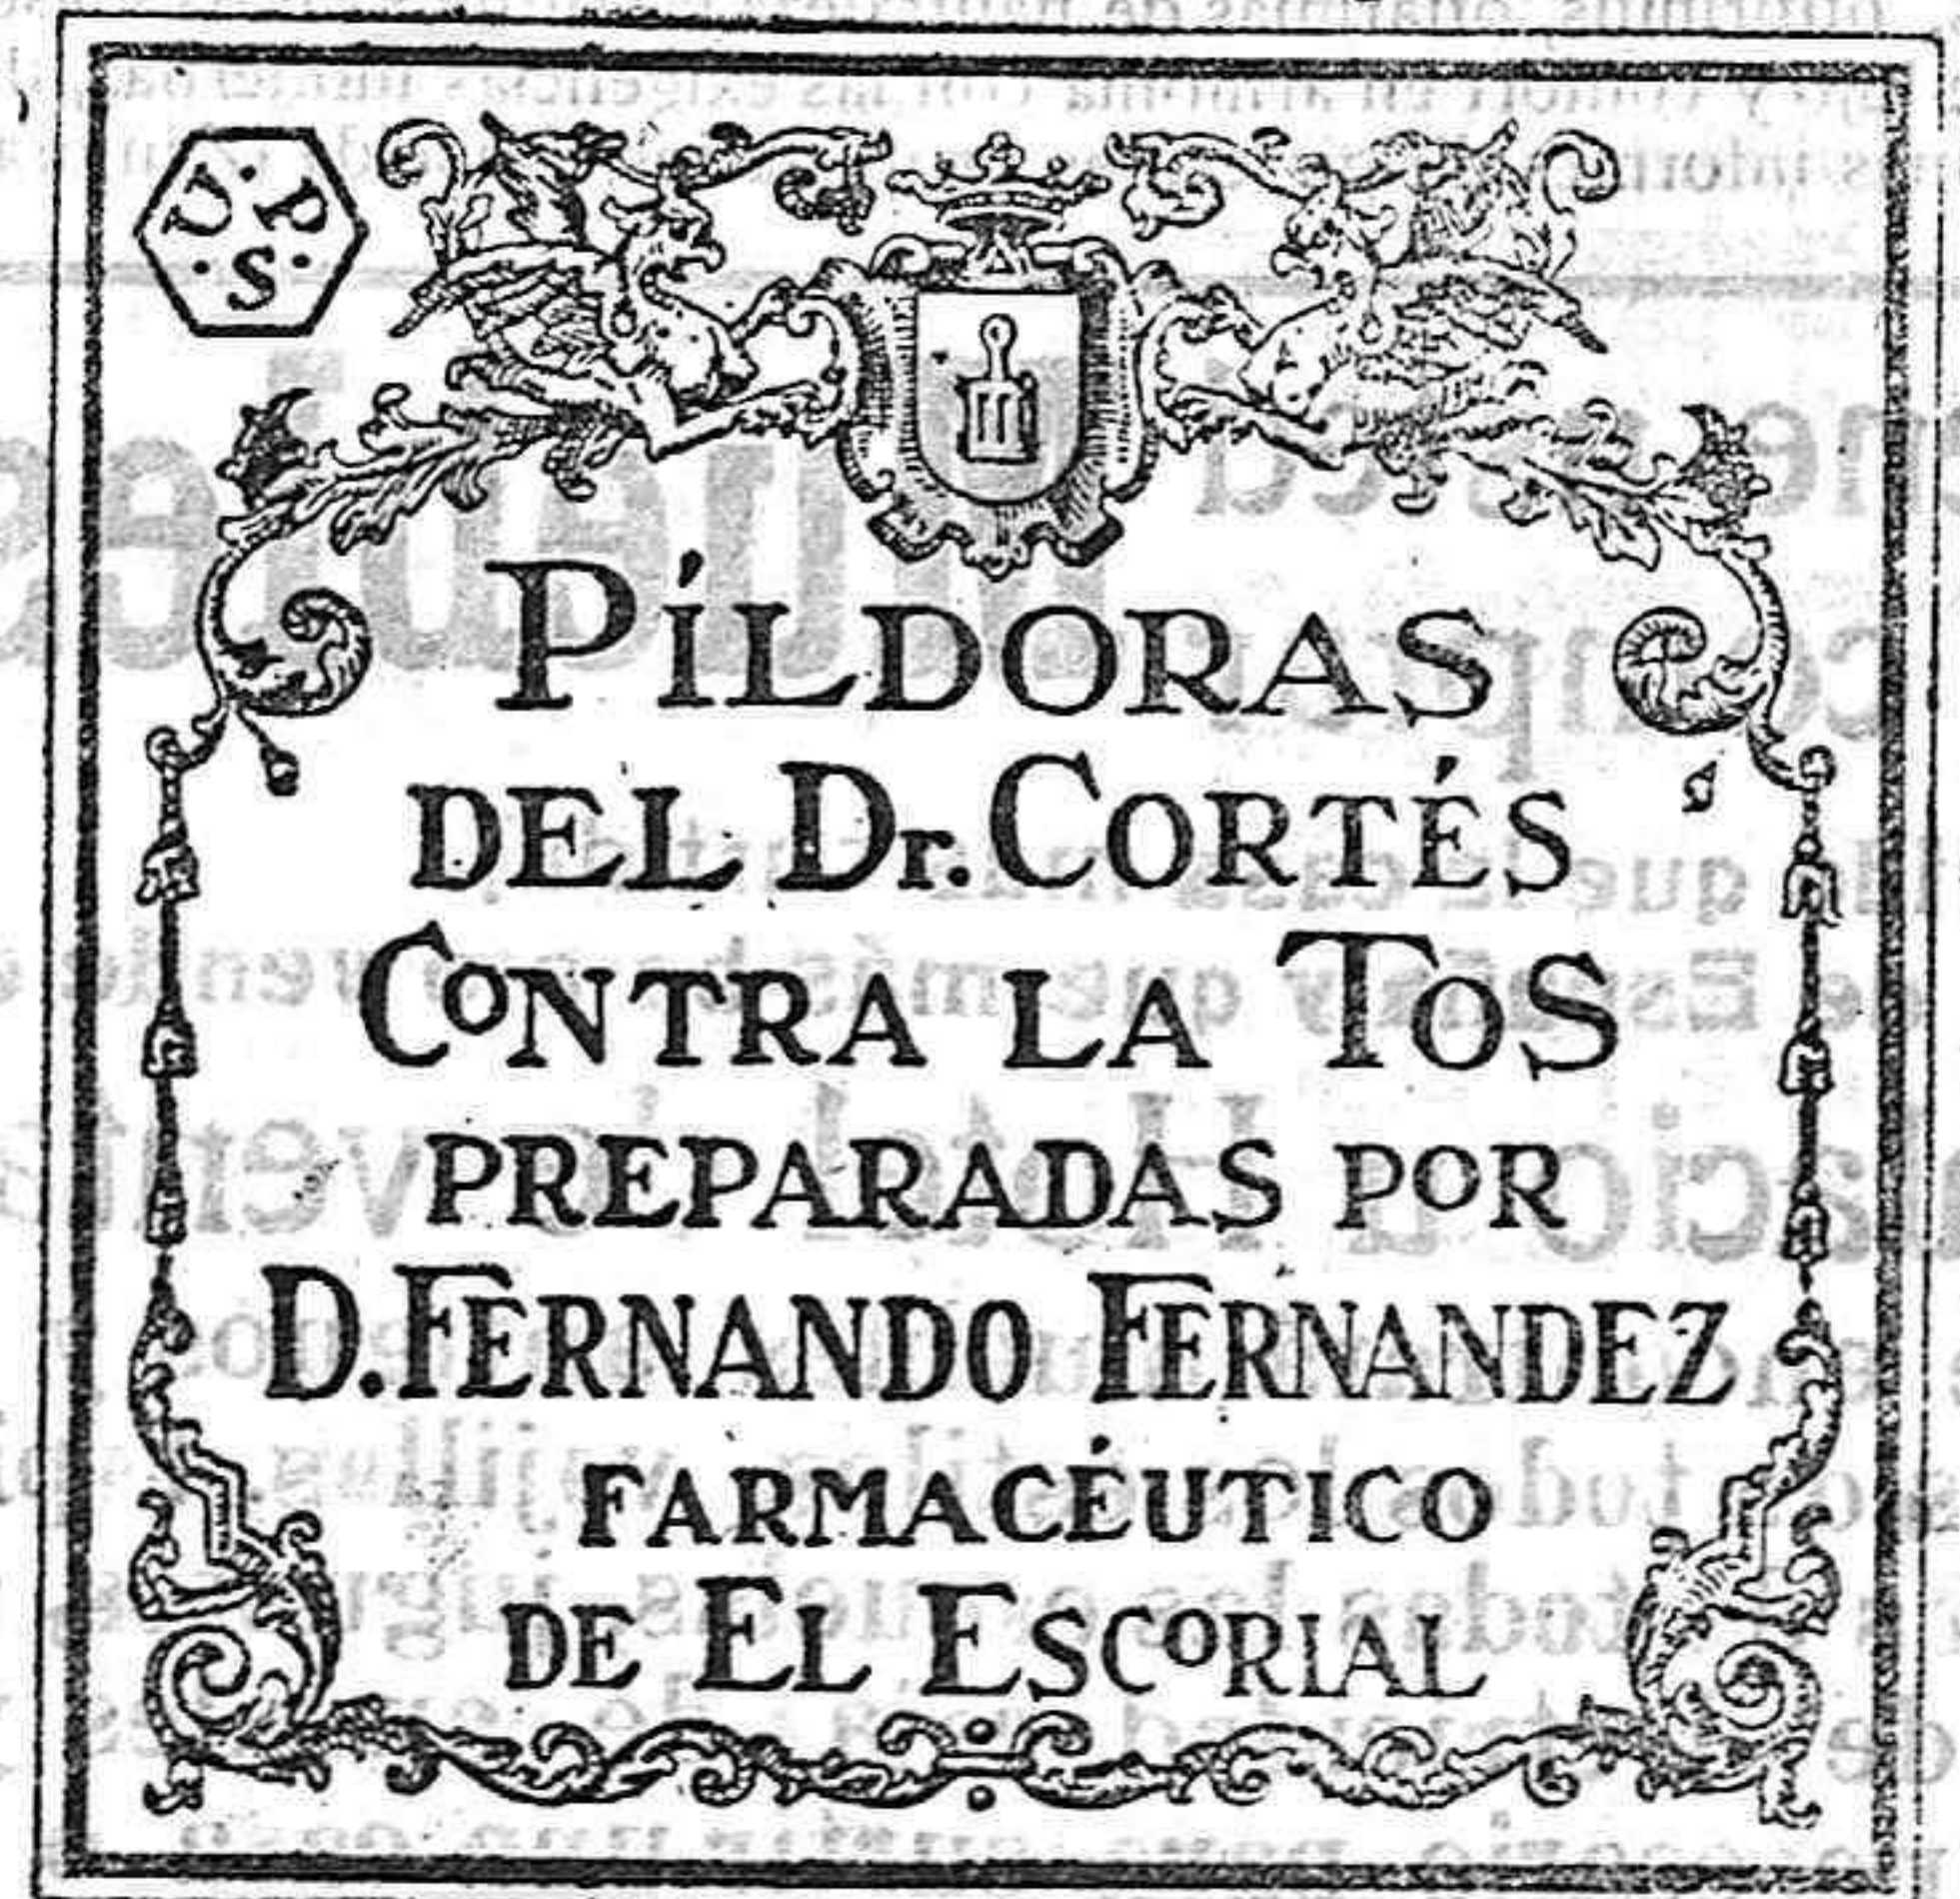 U. P.
S.
PÍLDORAS
DEL Dr. CORTÉS
CONTRA LA TOS
PREPARADAS POR
D. FERNANDO FERNANDEZ
FARMACÉUTICO
DE EL ESCORIAL